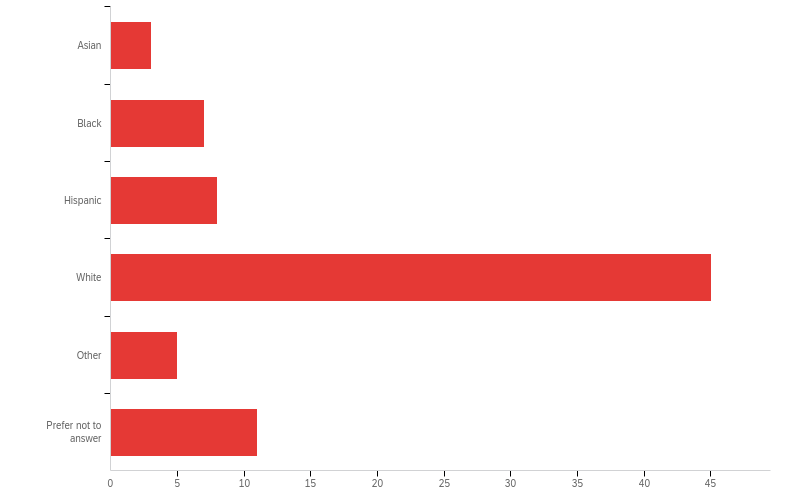 Asian
Black
Hispanic
White
Other
Prefer not to
answer
0 5 10 15 20 25 30 35 40 45